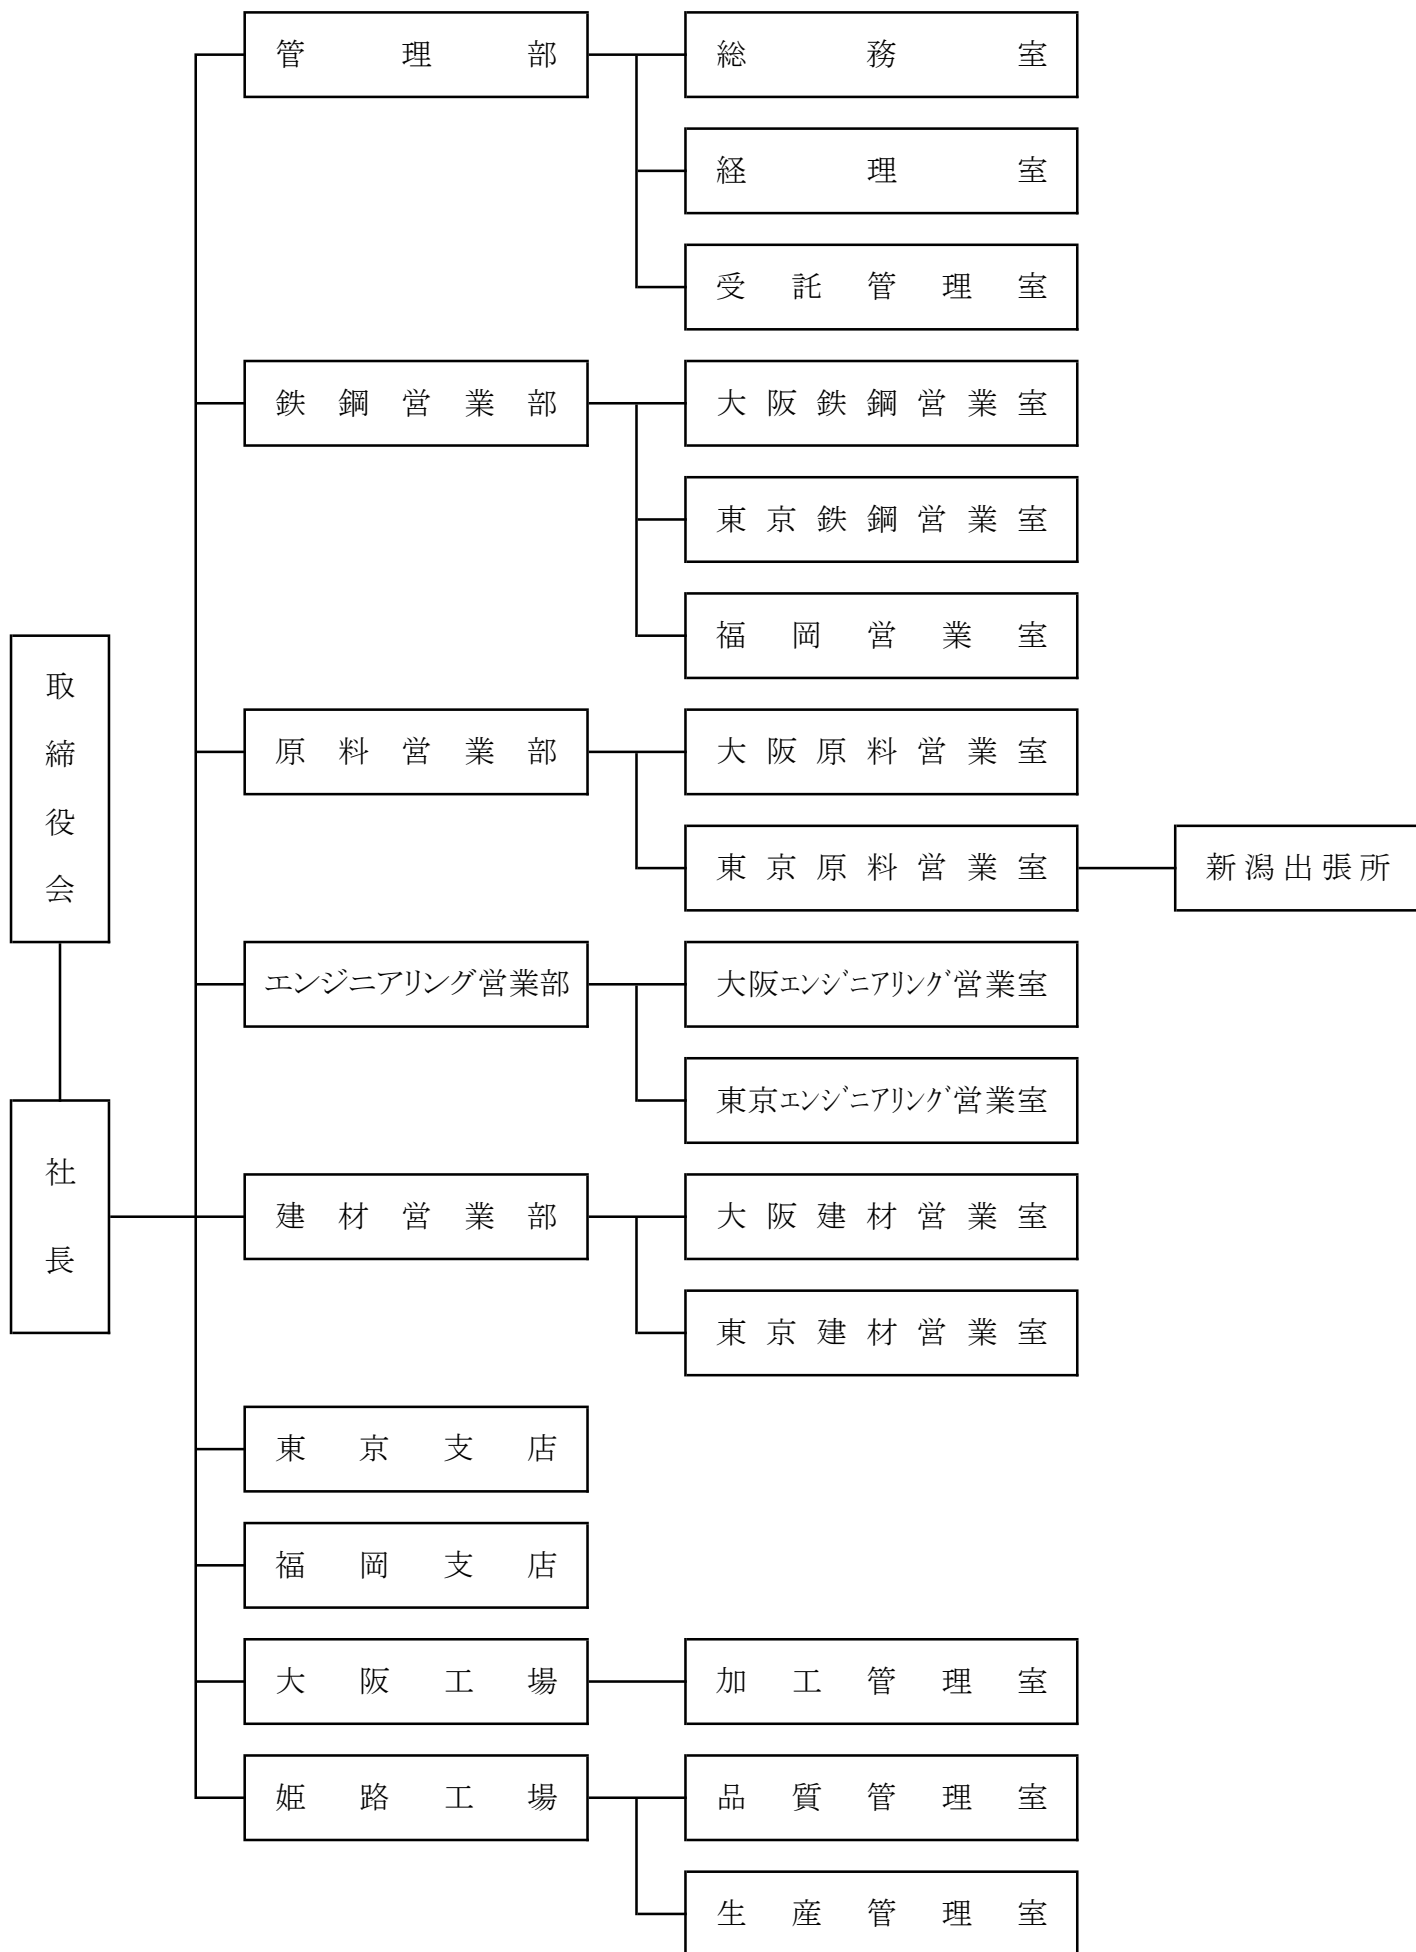 取締役会
社長
管理部
総務室
経理室
受託管理室
鉄鋼営業部
大阪鉄鋼営業室
東京鉄鋼営業室
福岡営業室
原料営業部
大阪原料営業室
東京原料営業室
新潟出張所
エンジニアリング営業部
大阪ｴﾝｼﾞﾆｱﾘﾝｸﾞ営業室
東京ｴﾝｼﾞﾆｱﾘﾝｸﾞ営業室
建材営業部
大阪建材営業室
東京建材営業室
東京支店
福岡支店
大阪工場
加工管理室
姫路工場
品質管理室
生産管理室